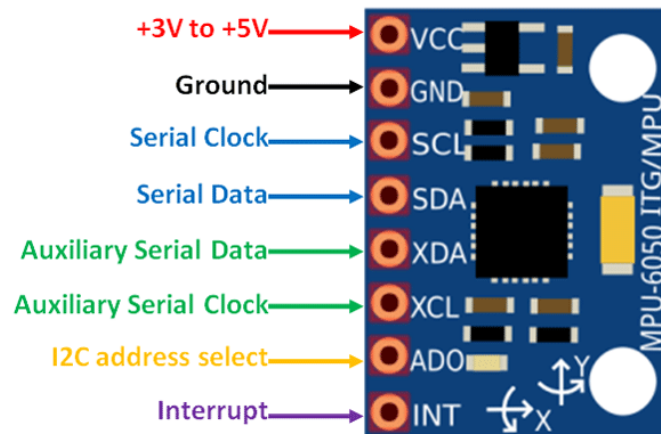 +3V to +5V VCC
Ground GND
Serial Clock SCL
Serial Data SDA
Auxiliary Serial Data XDA
Auxiliary Serial Clock XCL
I2C address select ADO
Interrupt INT
MPU-6050 ITG/MPU
Y
X